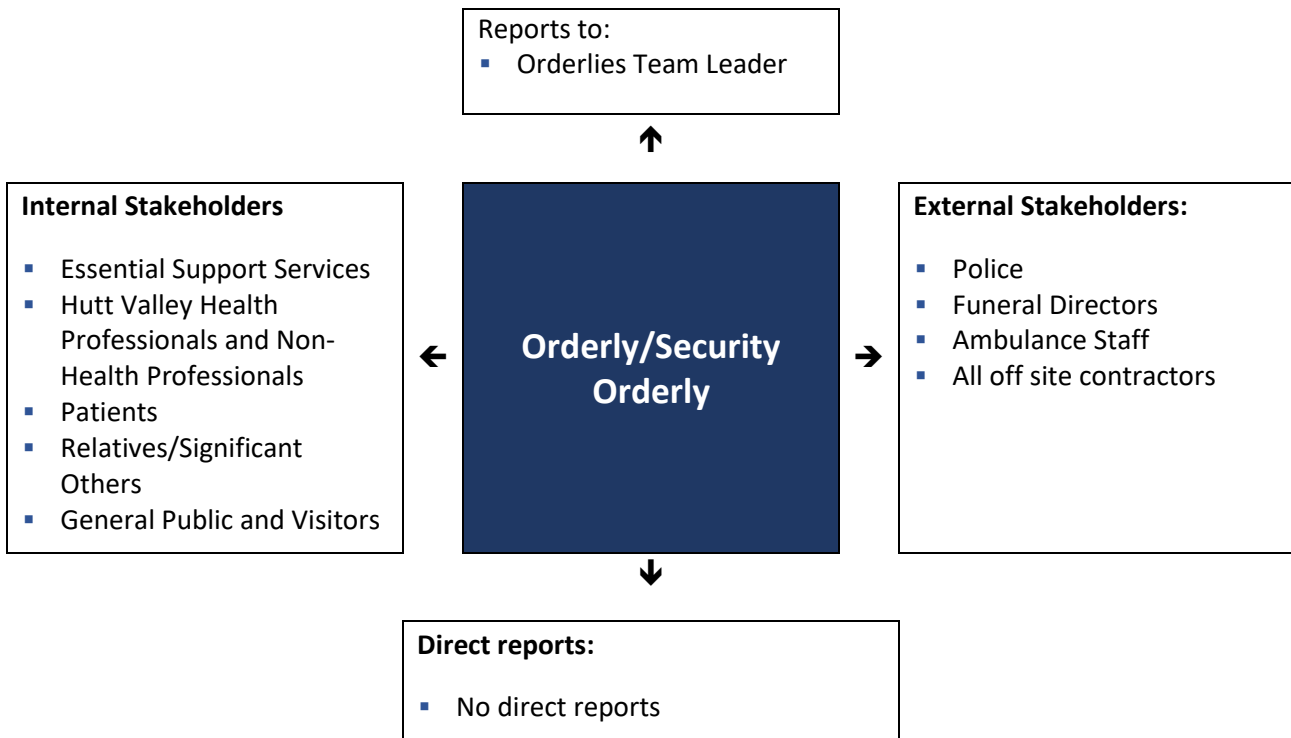 Reports to:
▪ Orderlies Team Leader
Internal Stakeholders
▪ Essential Support Services
▪ Hutt Valley Health
Professionals and Non-
Health Professionals
▪ Patients
▪ Relatives/Significant
Others
▪ General Public and Visitors
Orderly/Security
Orderly
External Stakeholders:
▪ Police
▪ Funeral Directors
▪ Ambulance Staff
▪ All off site contractors
Direct reports:
▪ No direct reports